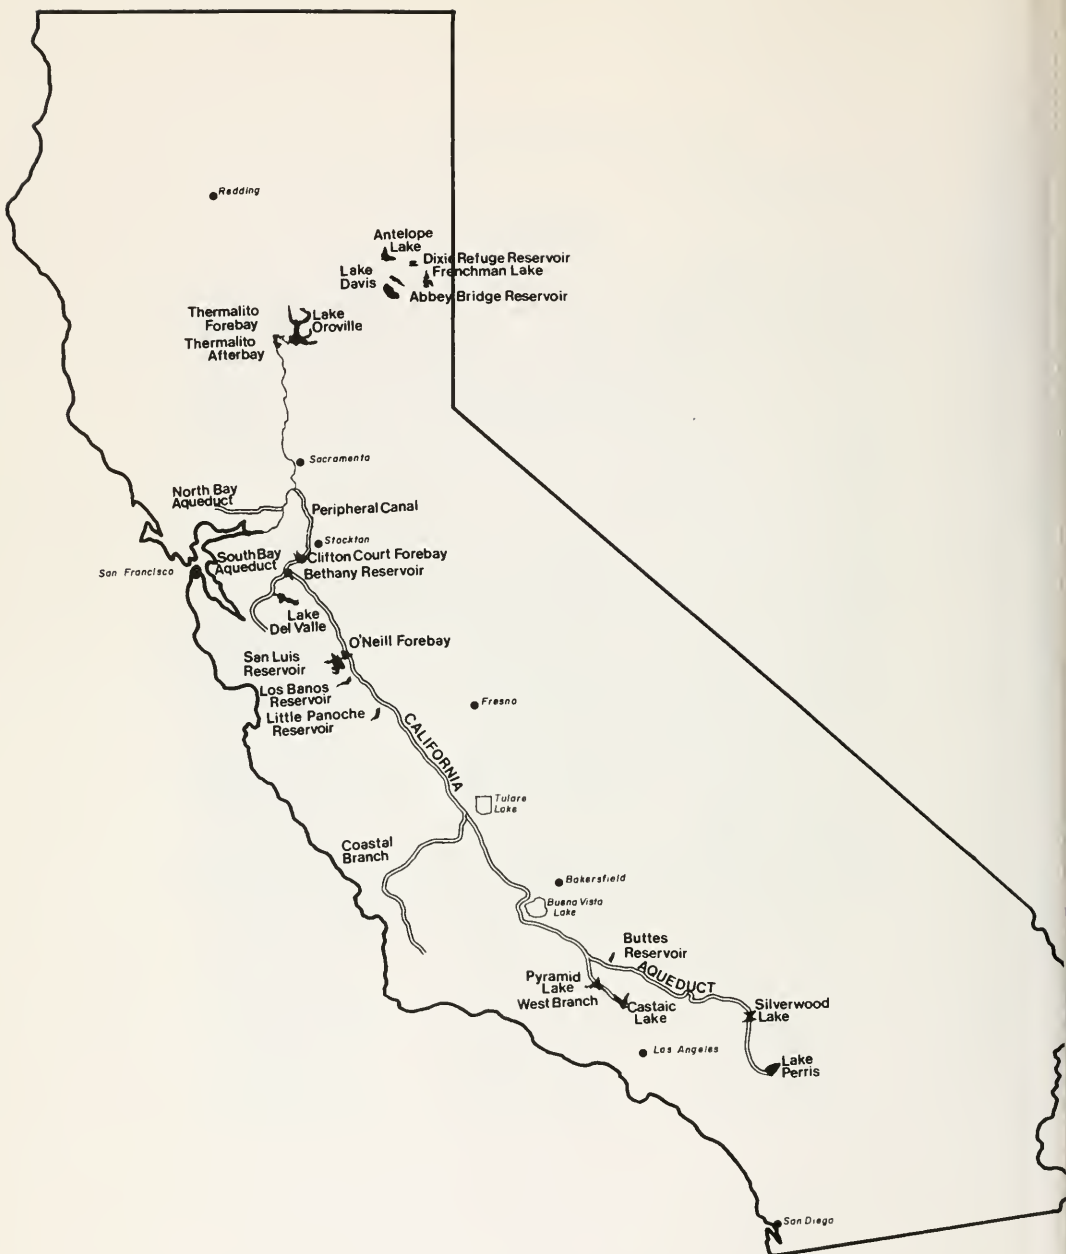 Redding
Antelope
Lake
Dixie Refuge Reservoir
Frenchman Lake
Lake
Davis
Abbey Bridge Reservoir
Thermalito
Forebay
Lake
Oroville
Thermalito
Afterbay
Sacramento
North Bay
Aqueduct
Peripheral Canal
Stockton
South Bay
Aqueduct
Clifton Court Forebay
San Francisco
Bethany Reservoir
Lake
Del Valle
O'Neill Forebay
San Luis
Reservoir
Los Banos
Reservoir
Little Panoche
Reservoir
Fresno
CALIFORNIA
Tulare
Lake
Coastal
Branch
Bakersfield
Buena Vista
Lake
Buttes
Reservoir
AQUEDUCT
Pyramid
Lake
West Branch
Castaic
Lake
Silverwood
Lake
Los Angeles
Lake
Perris
San Diego